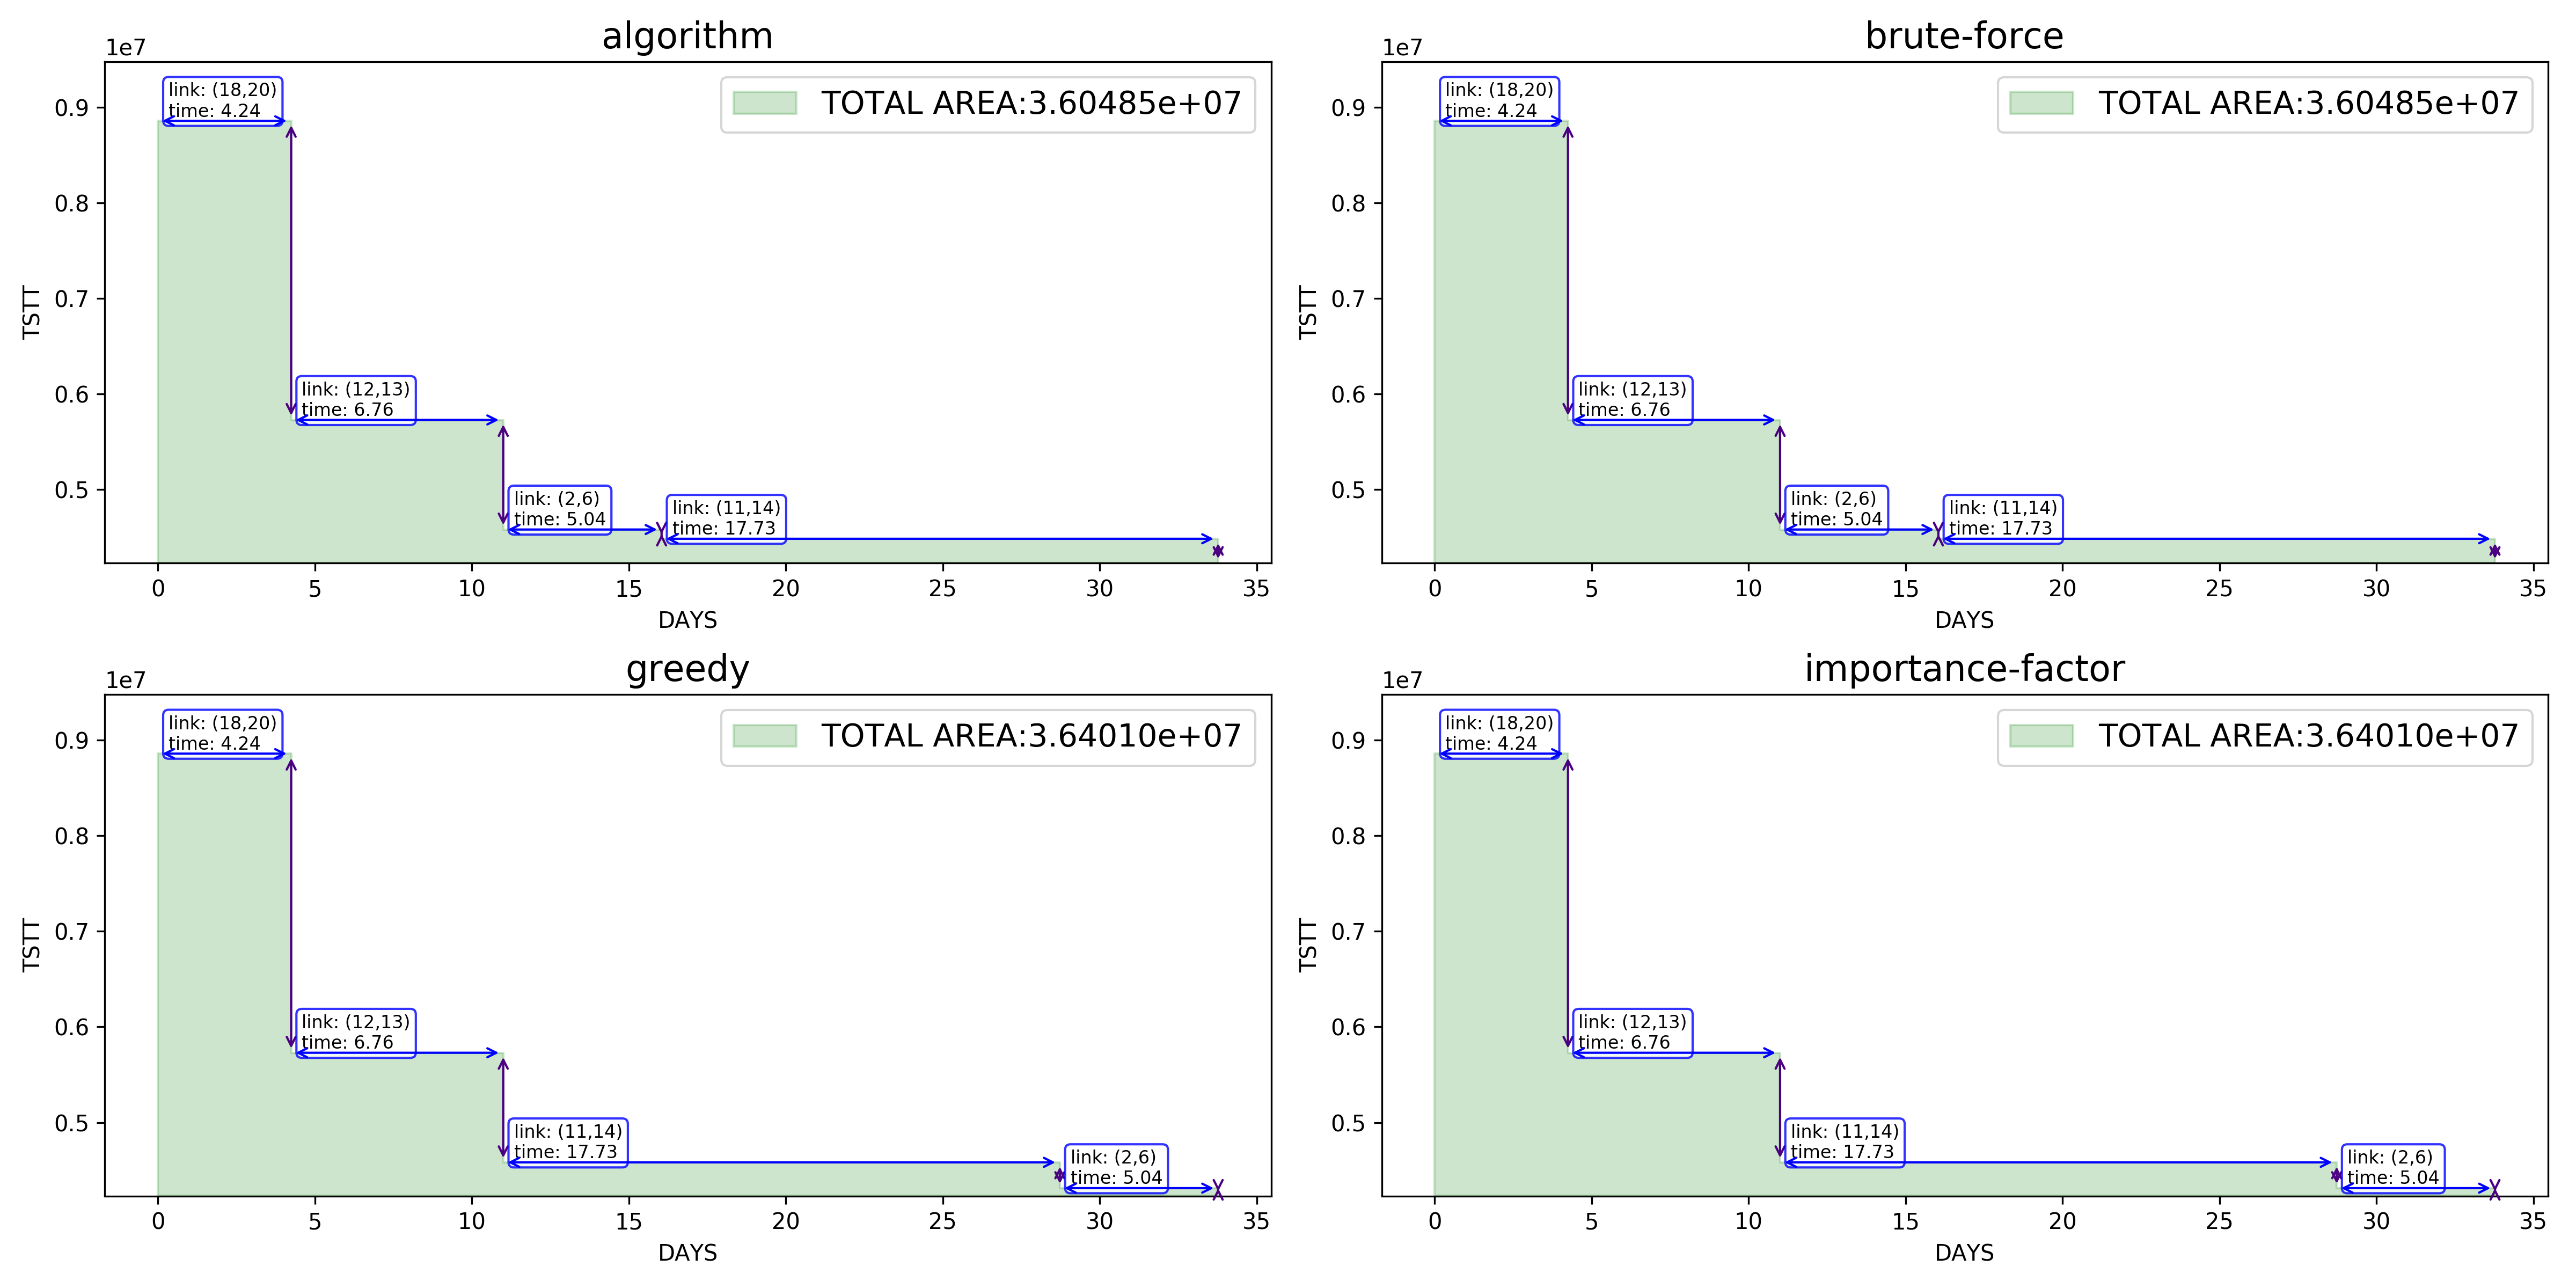 algorithm
1e7
TOTAL AREA:3.60485e+07
link: (18,20)
time: 4.24
link: (12,13)
time: 6.76
link: (2,6)
time: 5.04
link: (11,14)
time: 17.73
0.9
0.8
0.7
0.6
0.5
TSTT
0 5 10 15 20 25 30 35
DAYS
brute-force
1e7
TOTAL AREA:3.60485e+07
link: (18,20)
time: 4.24
link: (12,13)
time: 6.76
link: (2,6)
time: 5.04
link: (11,14)
time: 17.73
0.9
0.8
0.7
0.6
0.5
TSTT
0 5 10 15 20 25 30 35
DAYS
greedy
1e7
TOTAL AREA:3.64010e+07
link: (18,20)
time: 4.24
link: (12,13)
time: 6.76
link: (11,14)
time: 17.73
link: (2,6)
time: 5.04
0.9
0.8
0.7
0.6
0.5
TSTT
0 5 10 15 20 25 30 35
DAYS
importance-factor
1e7
TOTAL AREA:3.64010e+07
link: (18,20)
time: 4.24
link: (12,13)
time: 6.76
link: (11,14)
time: 17.73
link: (2,6)
time: 5.04
0.9
0.8
0.7
0.6
0.5
TSTT
0 5 10 15 20 25 30 35
DAYS